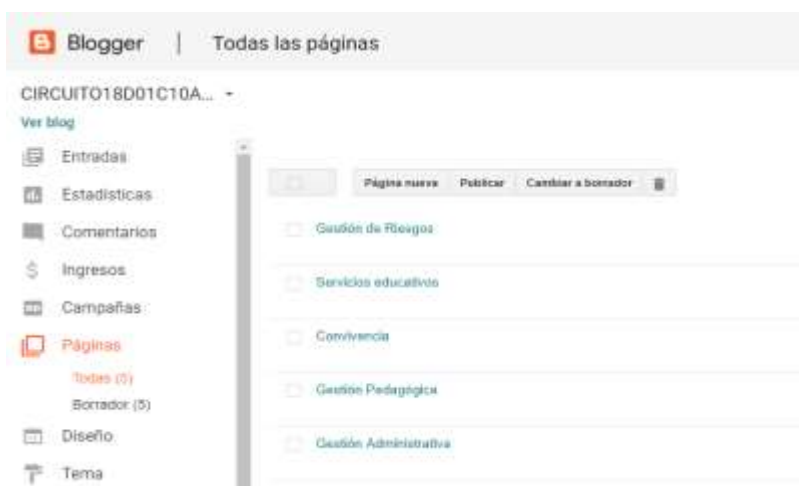 Blogger | Todas las páginas
CIRCUITO18D01C10A...
Ver blog
Entradas
Estadísticas
Comentarios
Ingresos
Campañas
Páginas
Todas (5)
Borrador (5)
Diseño
Tema
Página nueva Publicar Cambiar a borrador
Gestión de Riesgos
Servicios educativos
Convivencia
Gestión Pedagógica
Gestión Administrativa